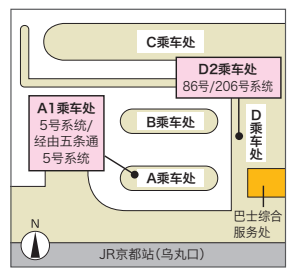 C乘车处
D2乘车处
86号/206号系统
A1乘车处
5号系统/
经由五条通
5号系统
B乘车处
D乘车处
A乘车处
巴士综合
服务处
N
JR京都站(乌丸口)